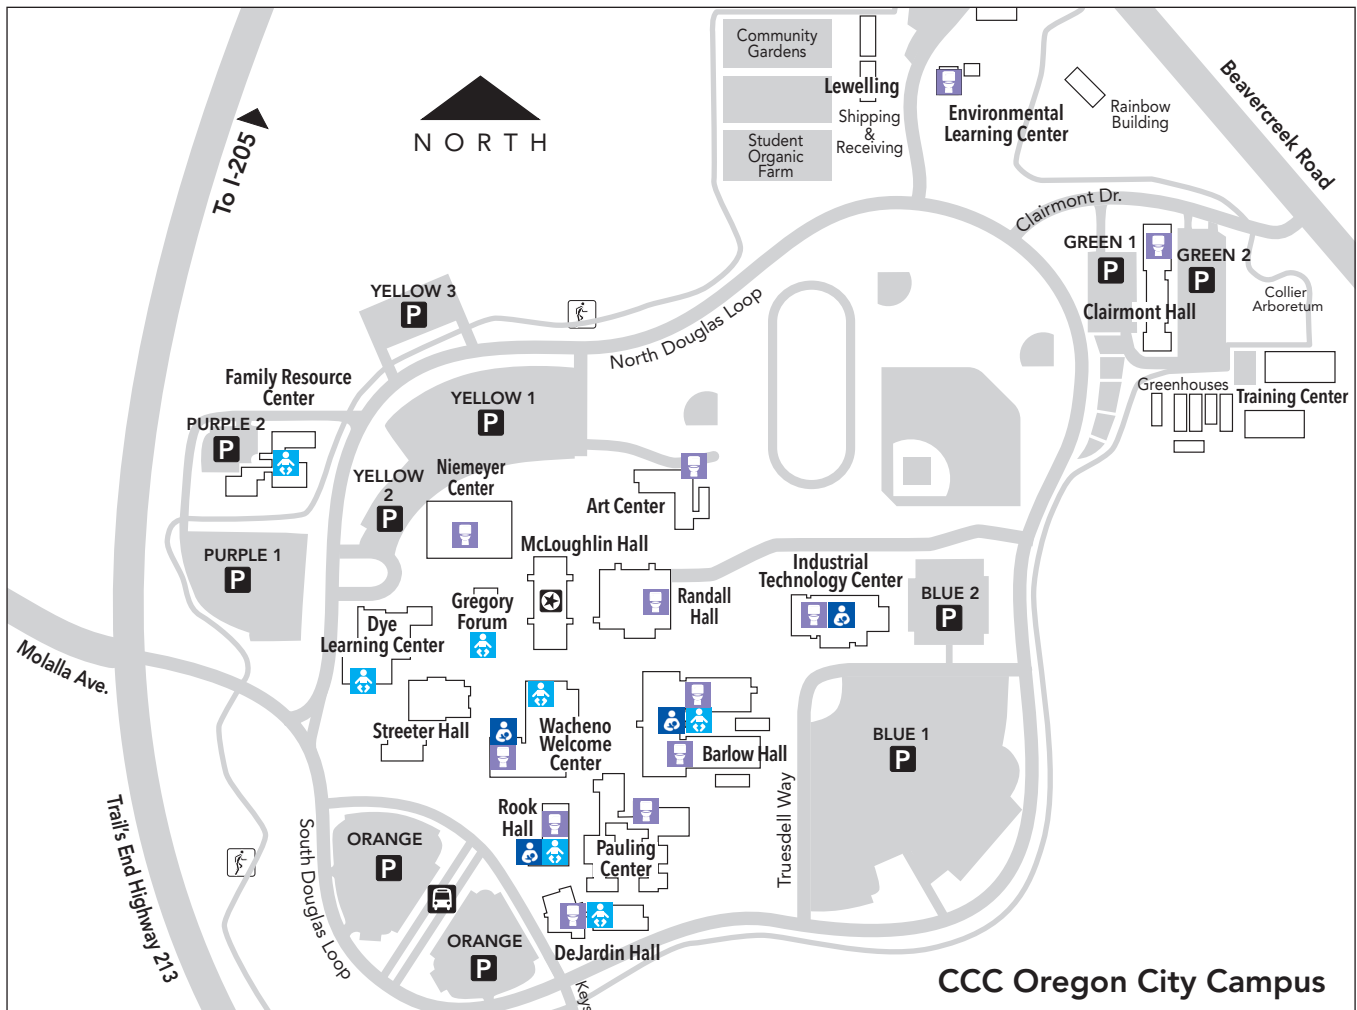 Community
Gardens
Lewelling
Shipping
&
Receiving
Student
Organic
Farm
Environmental
Learning Center
Rainbow
Building
Beavercreek Road
NORTH
To I-205
Clairmont Dr.
GREEN 1
P
GREEN 2
P
Clairmont Hall
Collier
Arboretum
Greenhouses
Training Center
YELLOW 3
P
North Douglas Loop
Family Resource
Center
PURPLE 2
P
YELLOW 1
P
YELLOW
2
P
Niemeyer
Center
Art Center
PURPLE 1
P
McLoughlin Hall
Industrial
Technology Center
BLUE 2
P
Gregory
Forum
Randall
Hall
Dye
Learning Center
Molalla Ave.
Streeter Hall
Wacheno
Welcome
Center
Barlow Hall
BLUE 1
P
Truesdell Way
Rook
Hall
Pauling
Center
ORANGE
P
South Douglas Loop
Trail's End Highway 213
ORANGE
P
DeJardin Hall
Keys
CCC Oregon City Campus